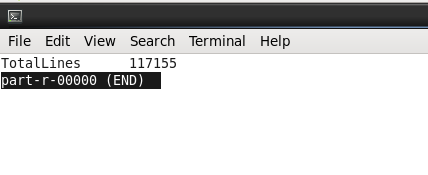 File Edit View Search Terminal Help
TotalLines 117155
part-r-00000 (END)